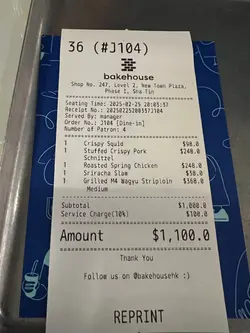 36 (#J104)
bakehouse
Shop No. 247, Level 2, New Town Plaza,
Phase 1, Sha Tin
Seating Time: 2025-02-25 20:03:37
Receipt No.: 20250225200337J104
Served By: manager
Order No.: J104 [Dine-in]
Number of Patron: 4
1 Crispy Squid $98.0
1 Stuffed Crispy Pork $248.0
Schnittel
1 Roasted Spring Chicken $248.0
1 Sriracha Slaw $38.0
1 Grilled M4 Wagyu Striploin $368.0
Medium
Subtotal $1,000.0
Service Charge(10%) $100.0
Amount $1,100.0
Thank You
Follow us on @bakehousehk :)
REPRINT